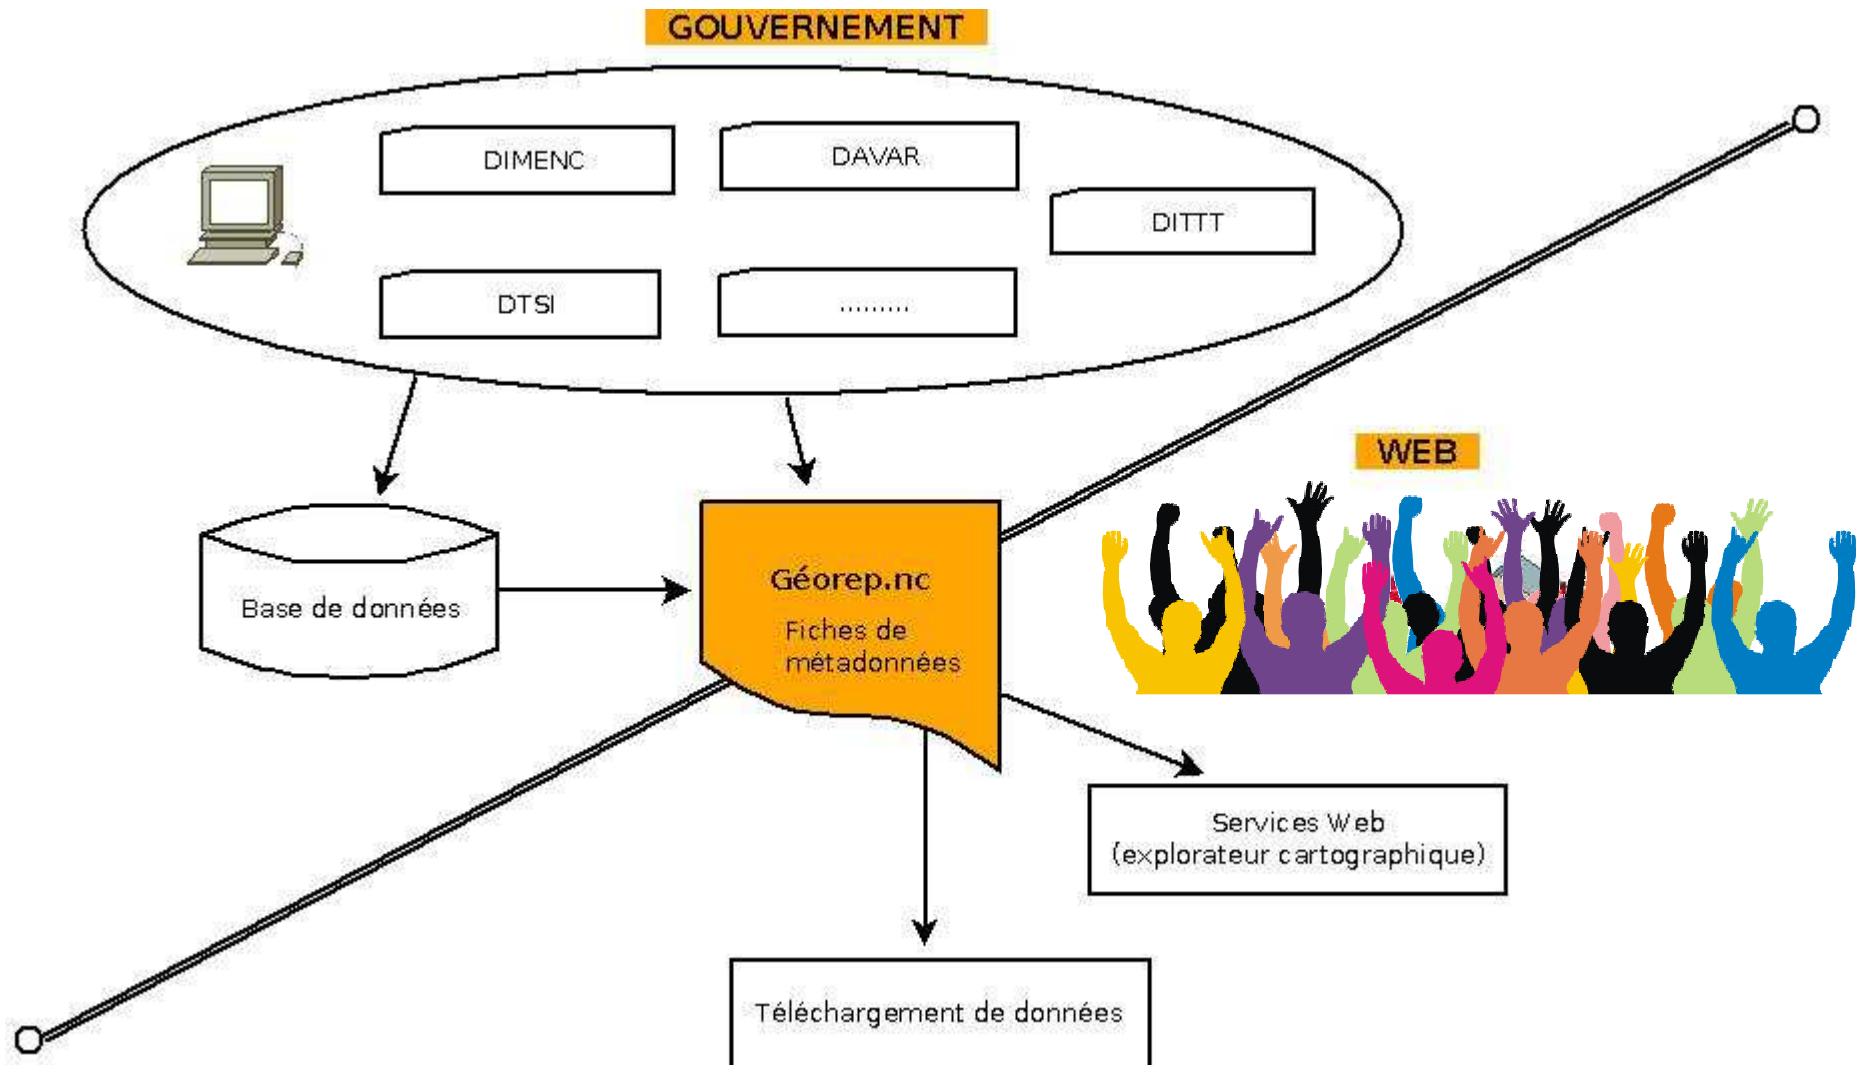 GOUVERNEMENT
DIMENC
DAVAR
DITTT
DTSI
.........
WEB
Géorep.nc
Fiches de
métadonnées
Base de données
Services Web
(explorateur cartographique)
Téléchargement de données